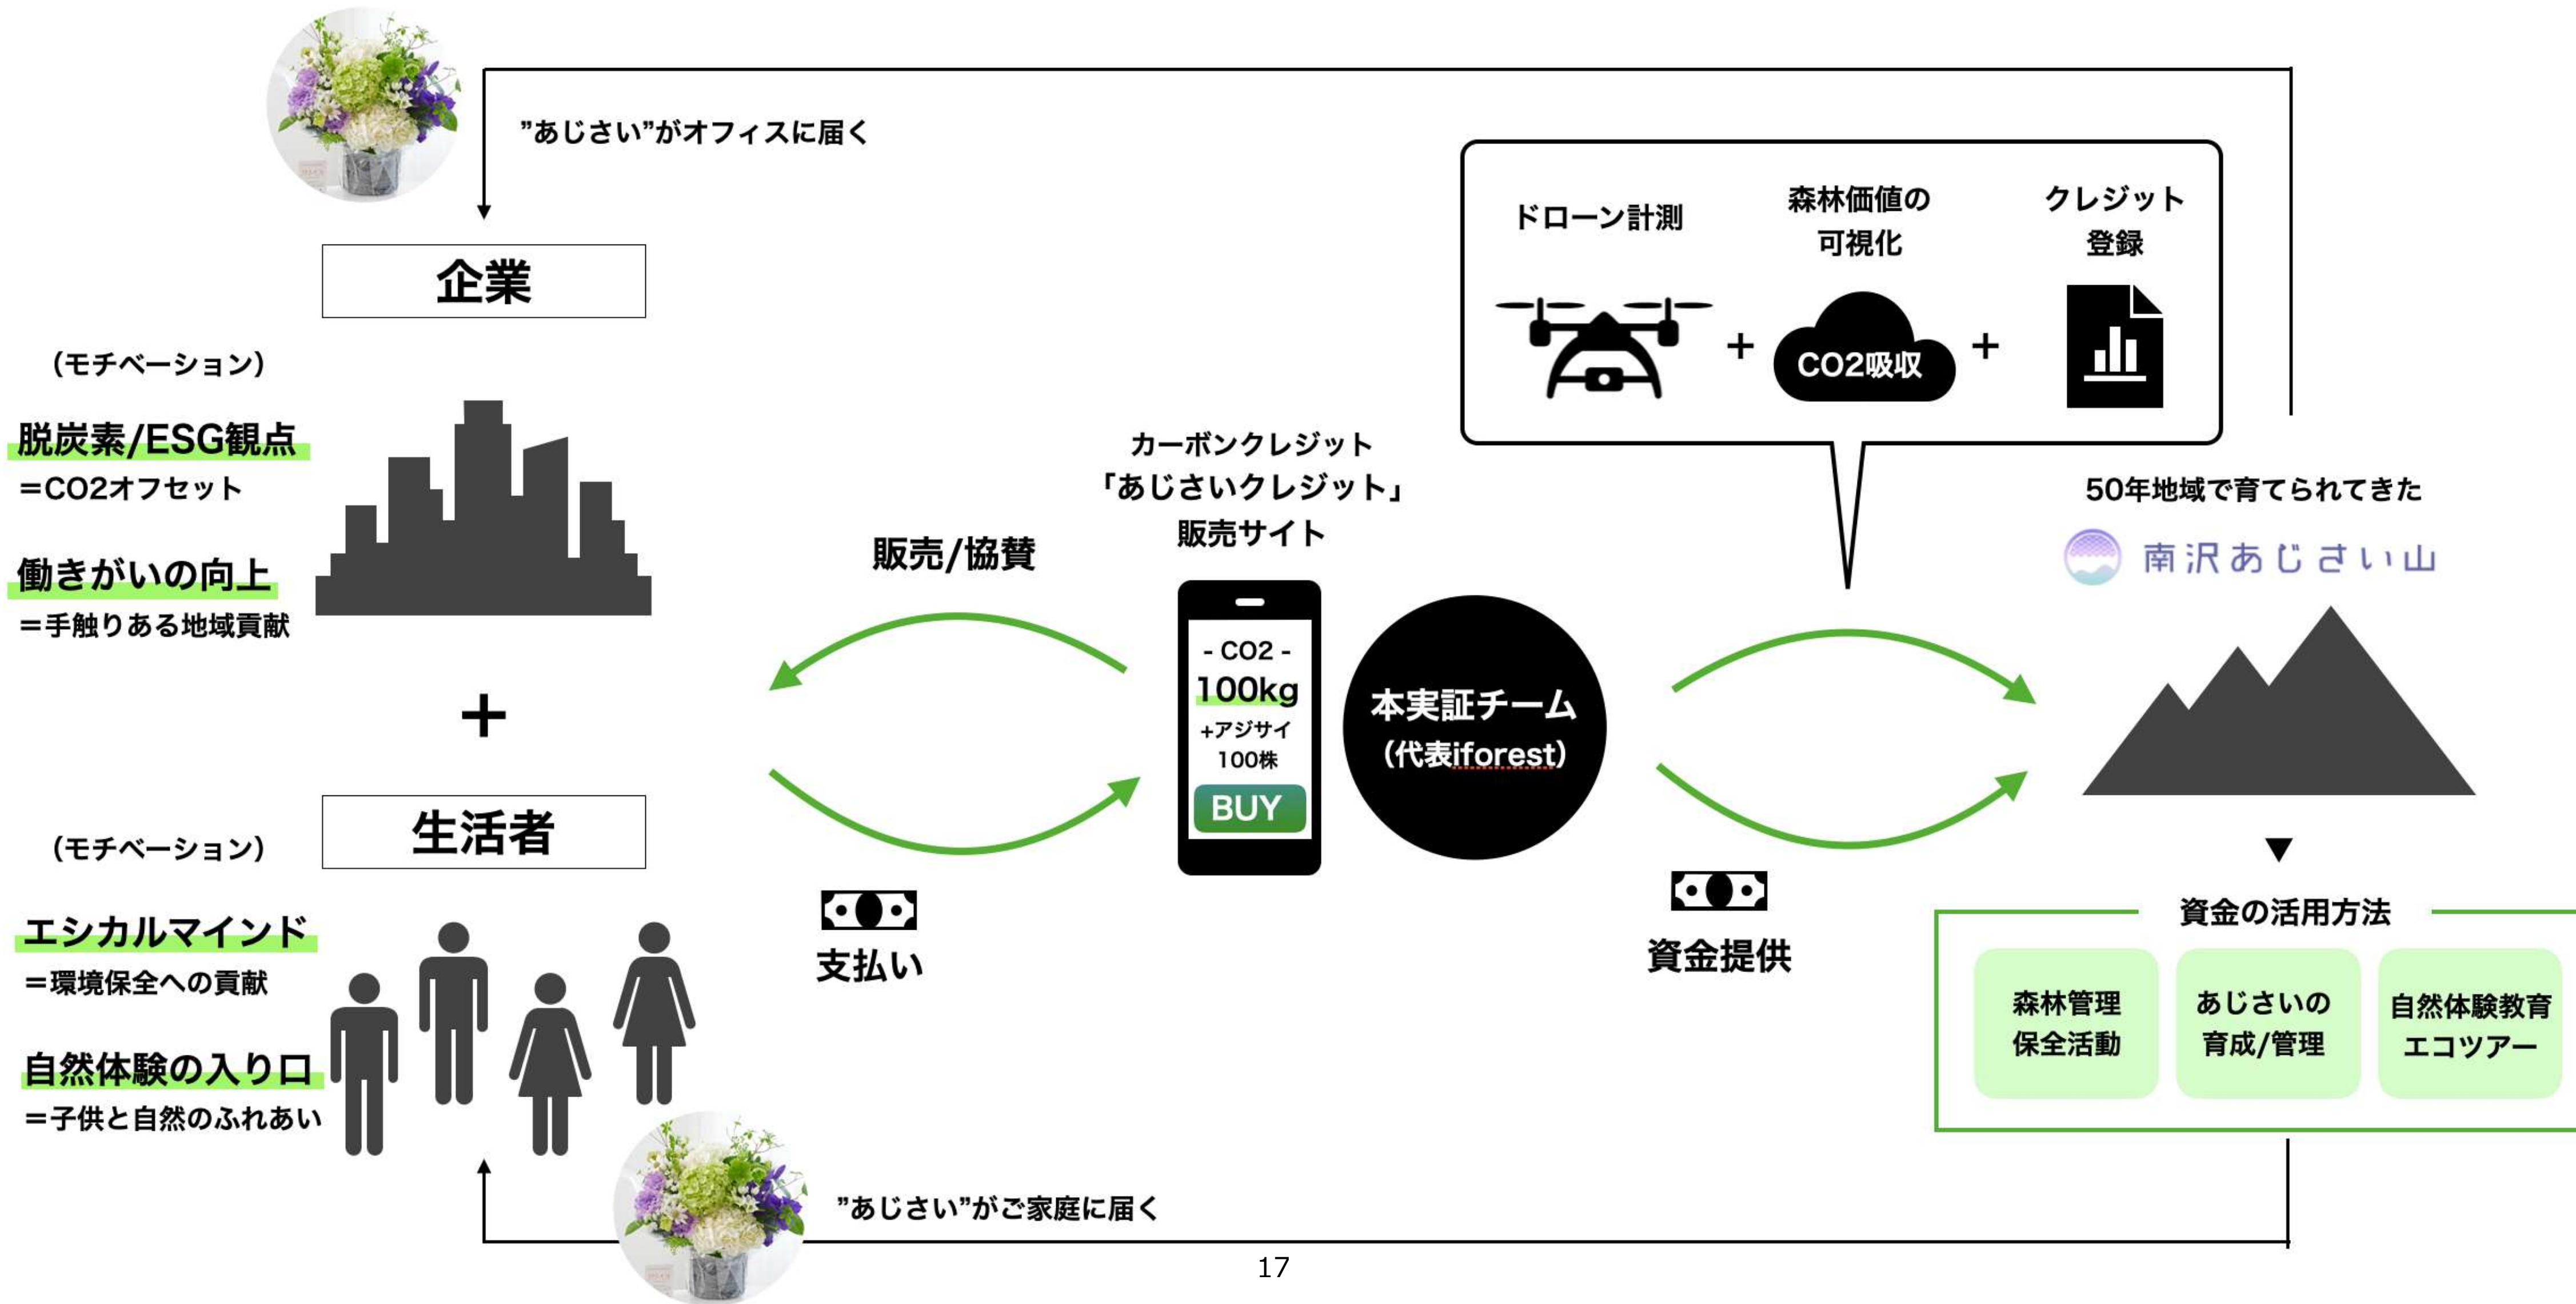 ”あじさい”がオフィスに届く
企業
（モチベーション）
脱炭素/ESG観点
＝CO2オフセット
働きがいの向上
＝手触りある地域貢献
+
生活者
（モチベーション）
エシカルマインド
＝環境保全への貢献
自然体験の入り口
＝子供と自然のふれあい
”あじさい”がご家庭に届く
販売/協賛
支払い
カーボンクレジット
「あじさいクレジット」
販売サイト
- CO2 -
100kg
+アジサイ
100株
BUY
本実証チーム
（代表iforest）
ドローン計測
+
森林価値の
可視化
CO2吸収
+
クレジット
登録
資金提供
50年地域で育てられてきた
南沢あじさい山
▼
資金の活用方法
森林管理
保全活動
あじさいの
育成/管理
自然体験教育
エコツアー
17